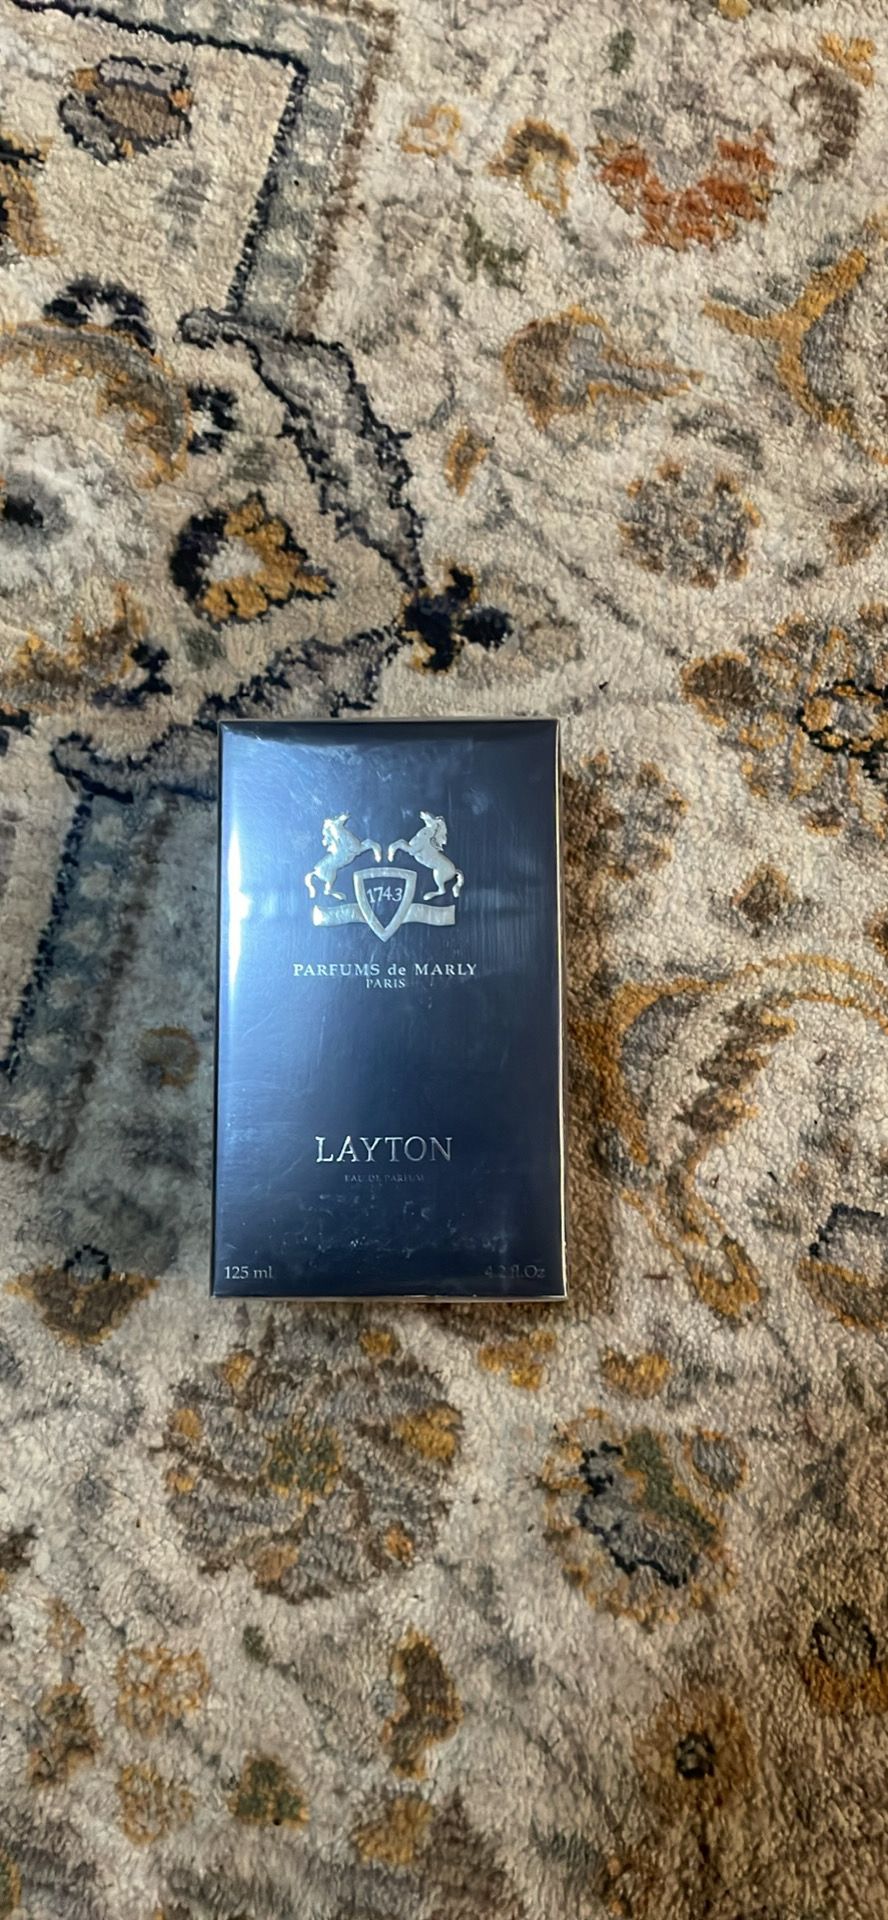 1743
PARFUMS de MARLY
PARIS
LAYTON
EAU DE PARFUM
125 ml
4.2 fl.Oz